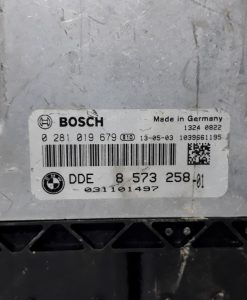 BOSCH
Made in Germany
1324 0822
0 281 019 679 13-05-03 1039S61195
DDE 8 573 258-01
031101497